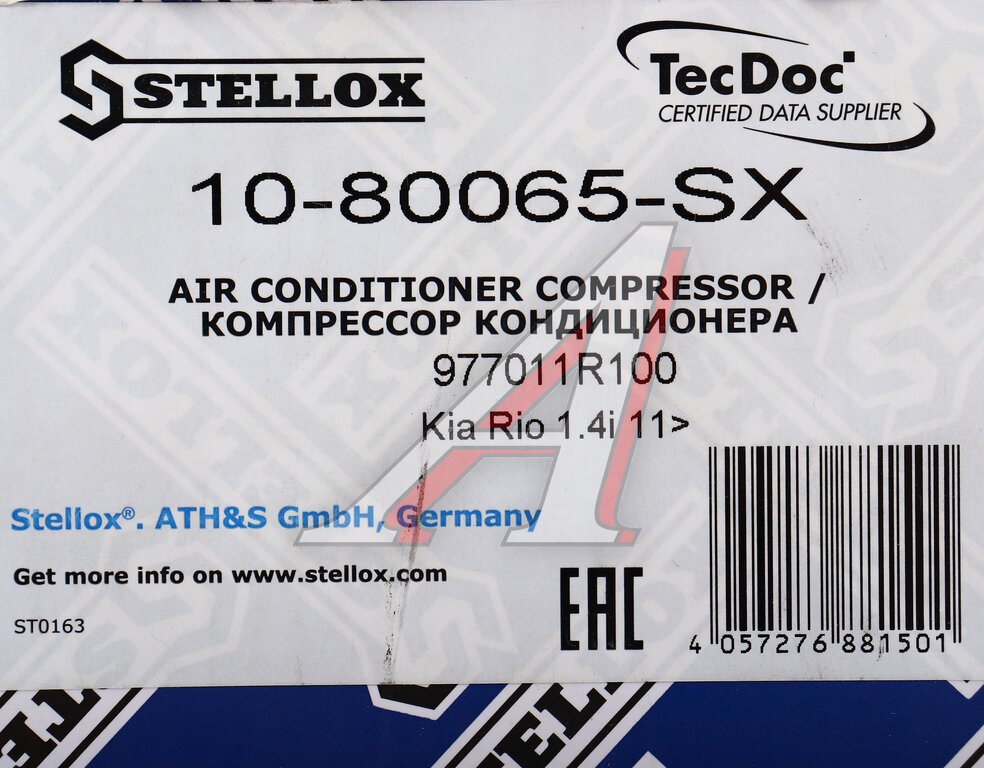 STELLOX
TecDoc
CERTIFIED DATA SUPPLIER
10-80065-SX
AIR CONDITIONER COMPRESSOR /
КОМПРЕССОР КОНДИЦИОНЕРА
977011R100
Kia Rio 1.4i 11>
Stellox®. ATH&S GmbH, Germany
Get more info on www.stellox.com
ST0163
EAC
4 057276 881501